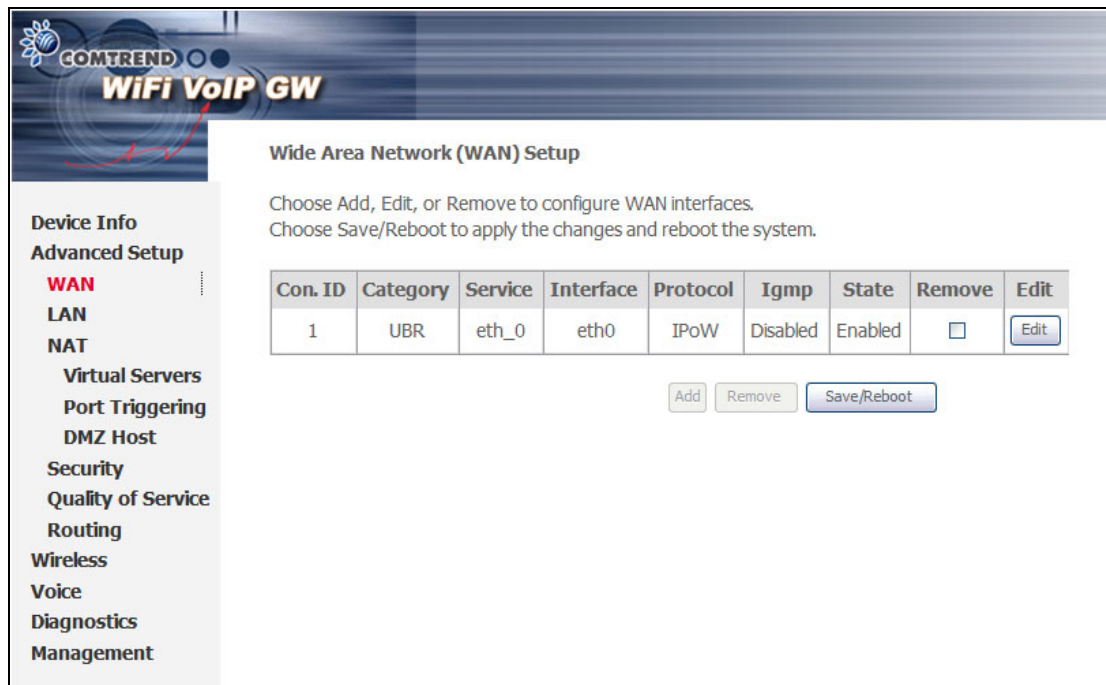 COMTREND
WiFi VoIP GW
Device Info
Advanced Setup
WAN
LAN
NAT
Virtual Servers
Port Triggering
DMZ Host
Security
Quality of Service
Routing
Wireless
Voice
Diagnostics
Management
Wide Area Network (WAN) Setup
Choose Add, Edit, or Remove to configure WAN interfaces.
Choose Save/Reboot to apply the changes and reboot the system.
Con. ID Category Service Interface Protocol Igmp State Remove Edit
1 UBR eth_0 eth0 IPoW Disabled Enabled Edit
Add Remove Save/Reboot